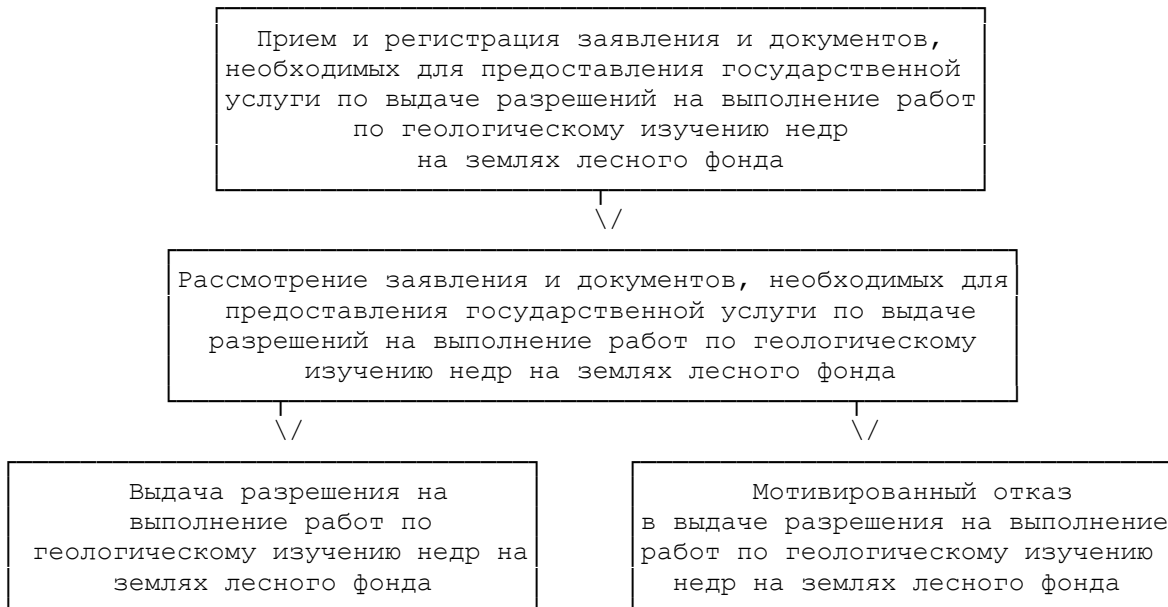 Прием и регистрация заявления и документов,
необходимых для предоставления государственной
услуги по выдаче разрешений на выполнение работ
по геологическому изучению недр
на землях лесного фонда
\/
Рассмотрение заявления и документов, необходимых для
предоставления государственной услуги по выдаче
разрешений на выполнение работ по геологическому
изучению недр на землях лесного фонда
\/ \/
Выдача разрешения на
выполнение работ по
геологическому изучению недр на
землях лесного фонда
Мотивированный отказ
в выдаче разрешения на выполнение
работ по геологическому изучению
недр на землях лесного фонда